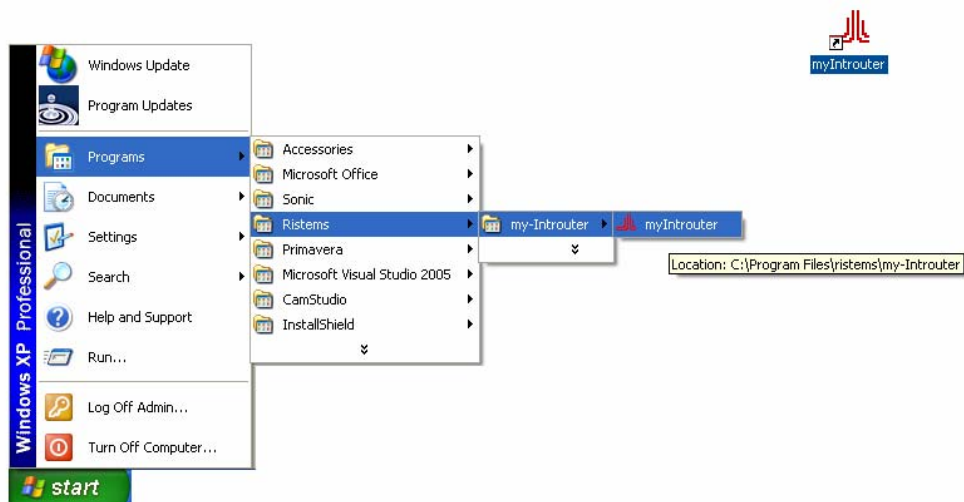 myIntrouter
Windows XP Professional
Windows Update
Program Updates
Programs
Documents
Settings
Search
Help and Support
Run...
Log Off Admin...
Turn Off Computer...
Accessories
Microsoft Office
Sonic
Ristems
Primavera
Microsoft Visual Studio 2005
CamStudio
InstallShield
my-Introuter
myIntrouter
Location: C:\Program Files\ristems\my-Introuter
start